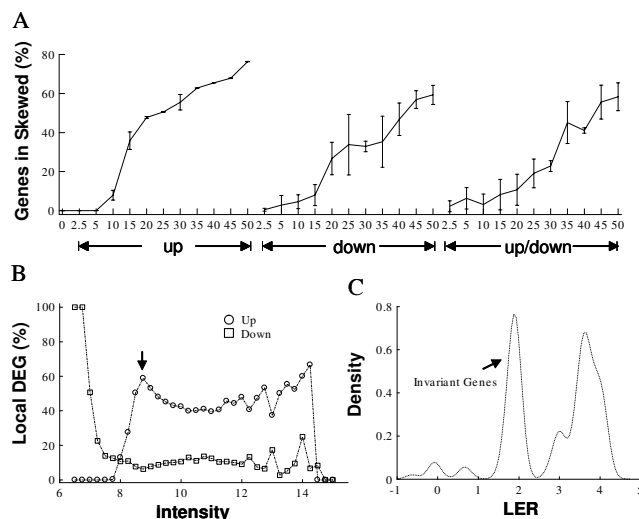 A
Genes in Skewed (%)
80
60
40
20
0
0 2.5 5 10 15 20 25 30 35 40 45 50 2.5 5 10 15 20 25 30 35 40 45 50 2.5 5 10 15 20 25 30 35 40 45 50
up down up/down
B
Local DEG (%)
100
80
60
40
20
0
Up
Down
6 8 10 12 14
Intensity
C
Density
0.8
0.6
0.4
0.2
0
Invariant Genes
-1 0 1 2 3 4 5
LER